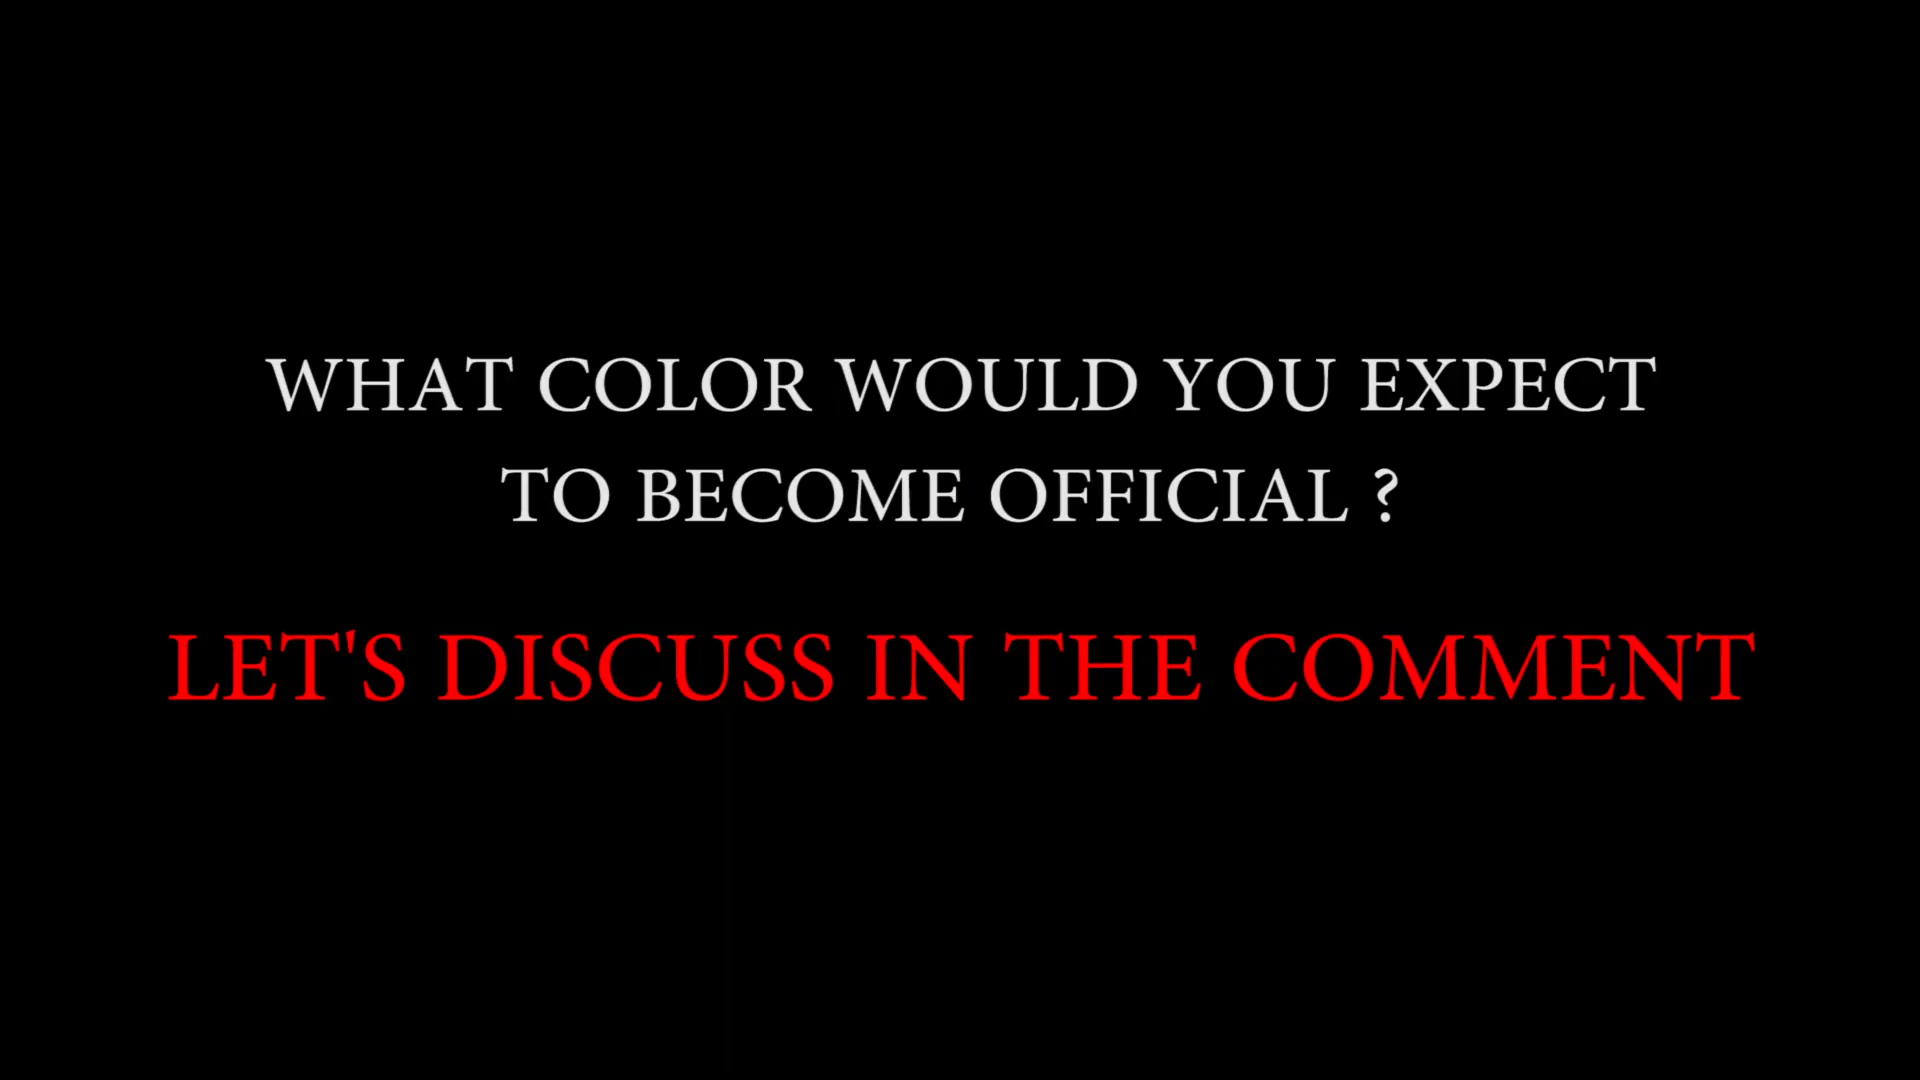 WHAT COLOR WOULD YOU EXPECT
TO BECOME OFFICIAL ?
LET'S DISCUSS IN THE COMMENT